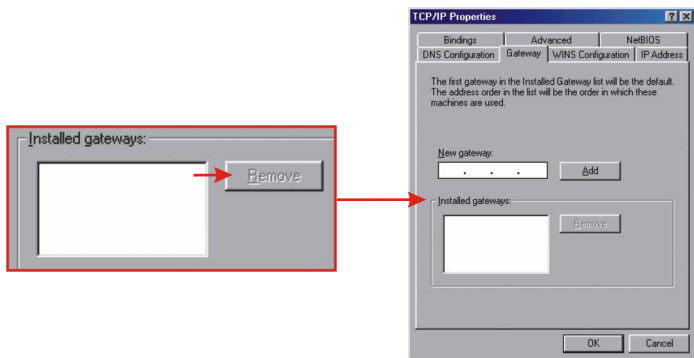 Installed gateways:
Remove
TCP/IP Properties
Bindings
Advanced
NetBIOS
DNS Configuration
Gateway
WINS Configuration
IP Address
The first gateway in the Installed Gateway list will be the default.
The address order in the list will be the order in which these
machines are used.
New gateway:
. . .
Add
Installed gateways:
Remove
OK
Cancel